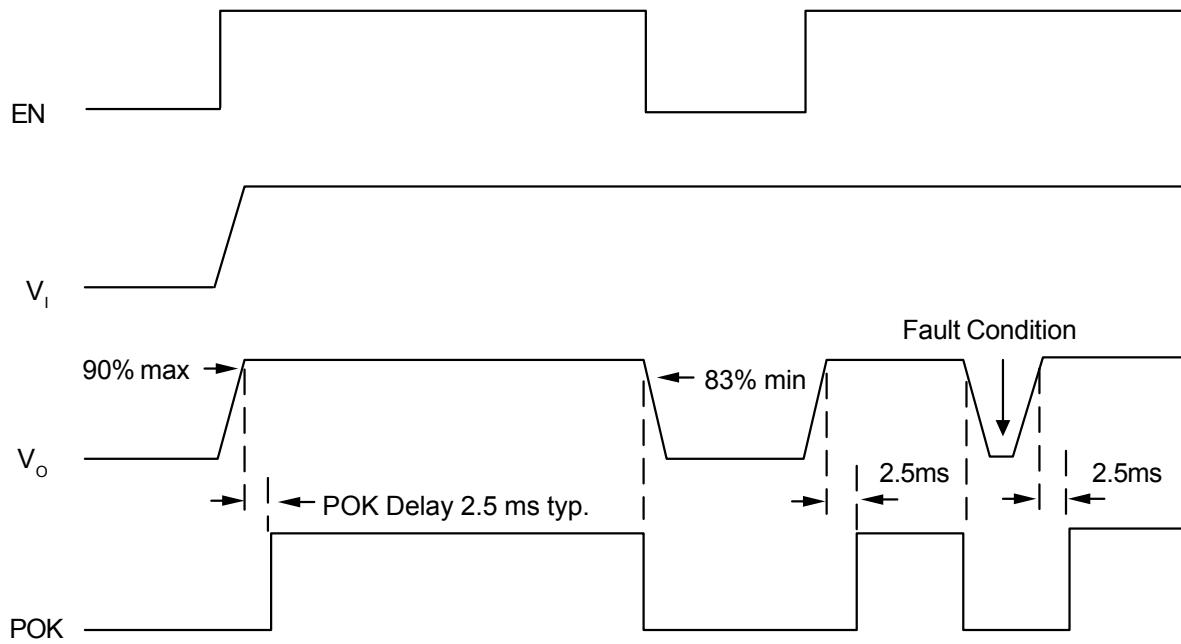 EN
V_I
Fault Condition
90% max
83% min
V_O
2.5ms
2.5ms
POK Delay 2.5 ms typ.
POK